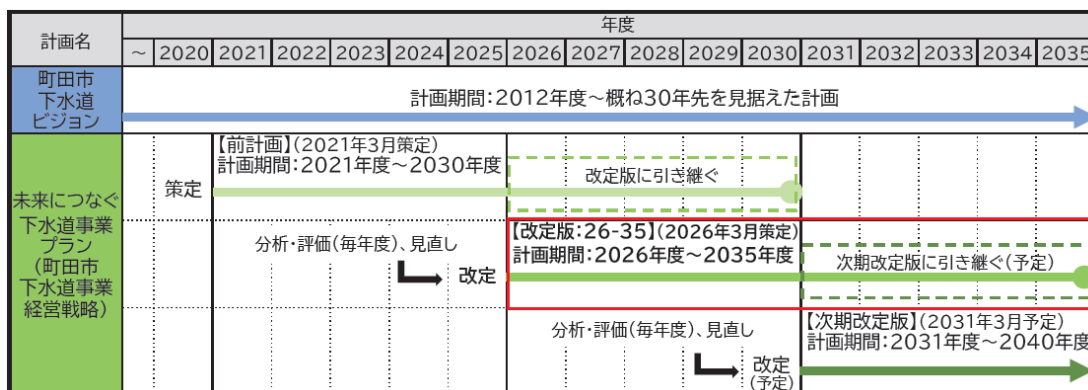 計画名
年度
～ 2020 2021 2022 2023 2024 2025 2026 2027 2028 2029 2030 2031 2032 2033 2034 2035
町田市
下水道
ビジョン
計画期間：2012年度～概ね30年先を見据えた計画
未来につなぐ
下水道事業
プラン
(町田市
下水道事業
経営戦略)
策定
【前計画】(2021年3月策定)
計画期間：2021年度～2030年度
改定版に引き継ぐ
分析・評価(毎年度)、見直し
改定
【改定版：26-35】(2026年3月策定)
計画期間：2026年度～2035年度
次期改定版に引き継ぐ(予定)
分析・評価(毎年度)、見直し
改定
(予定)
【次期改定版】(2031年3月予定)
計画期間：2031年度～2040年度